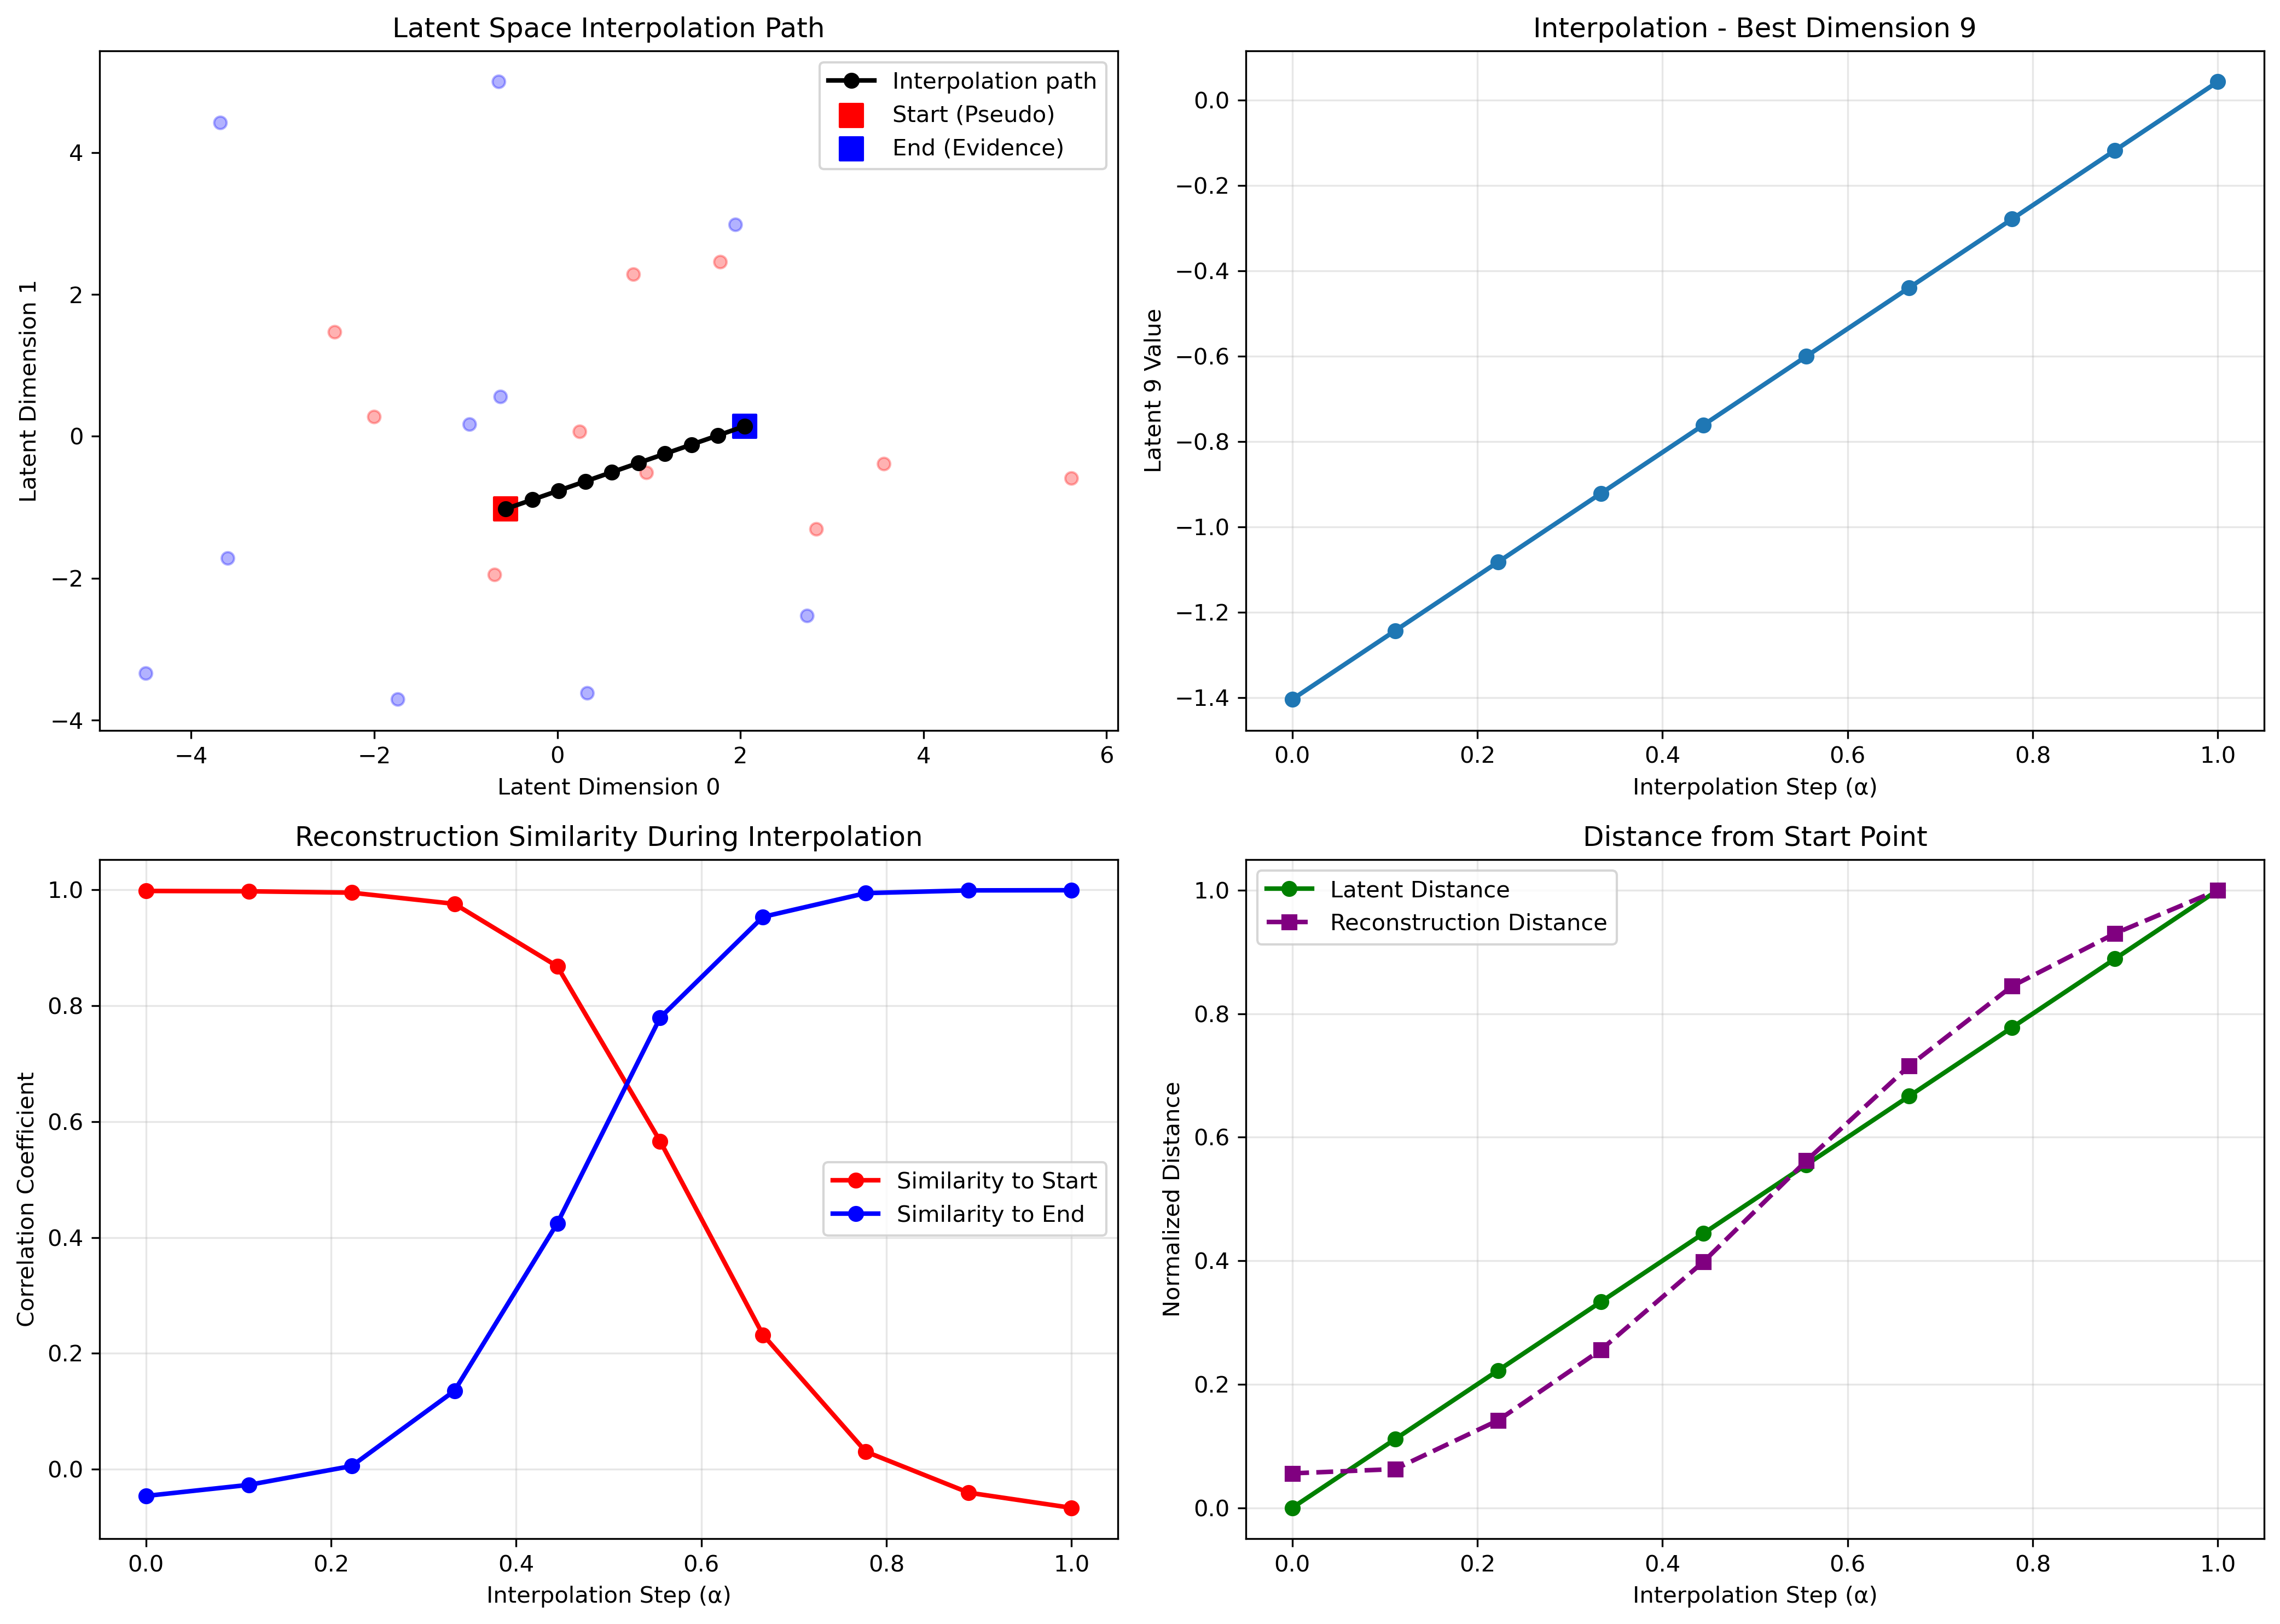 Latent Space Interpolation Path
Interpolation path
Start (Pseudo)
End (Evidence)
4
2
0
−2
−4
Latent Dimension 1
−4 −2 0 2 4 6
Latent Dimension 0
Interpolation - Best Dimension 9
0.0
−0.2
−0.4
−0.6
−0.8
−1.0
−1.2
−1.4
Latent 9 Value
0.0 0.2 0.4 0.6 0.8 1.0
Interpolation Step (α)
Reconstruction Similarity During Interpolation
1.0
0.8
0.6
0.4
0.2
0.0
Correlation Coefficient
Similarity to Start
Similarity to End
0.0 0.2 0.4 0.6 0.8 1.0
Interpolation Step (α)
Distance from Start Point
Latent Distance
Reconstruction Distance
1.0
0.8
0.6
0.4
0.2
0.0
Normalized Distance
0.0 0.2 0.4 0.6 0.8 1.0
Interpolation Step (α)